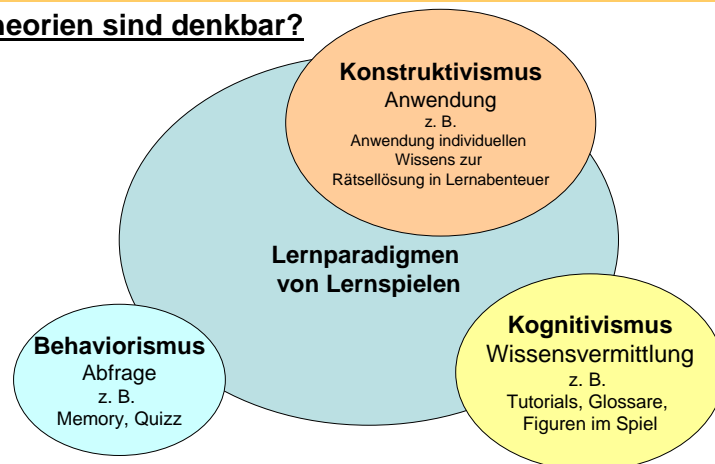 sind denkbar?
Konstruktivismus
Anwendung
z. B.
Anwendung individuellen
Wissens zur
Rätsellösung in Lernabenteuer
Lernparadigmen
von Lernspielen
Behaviorismus
Abfrage
z. B.
Memory, Quizz
Kognitivismus
Wissensvermittlung
z. B.
Tutorials, Glossare,
Figuren im Spiel